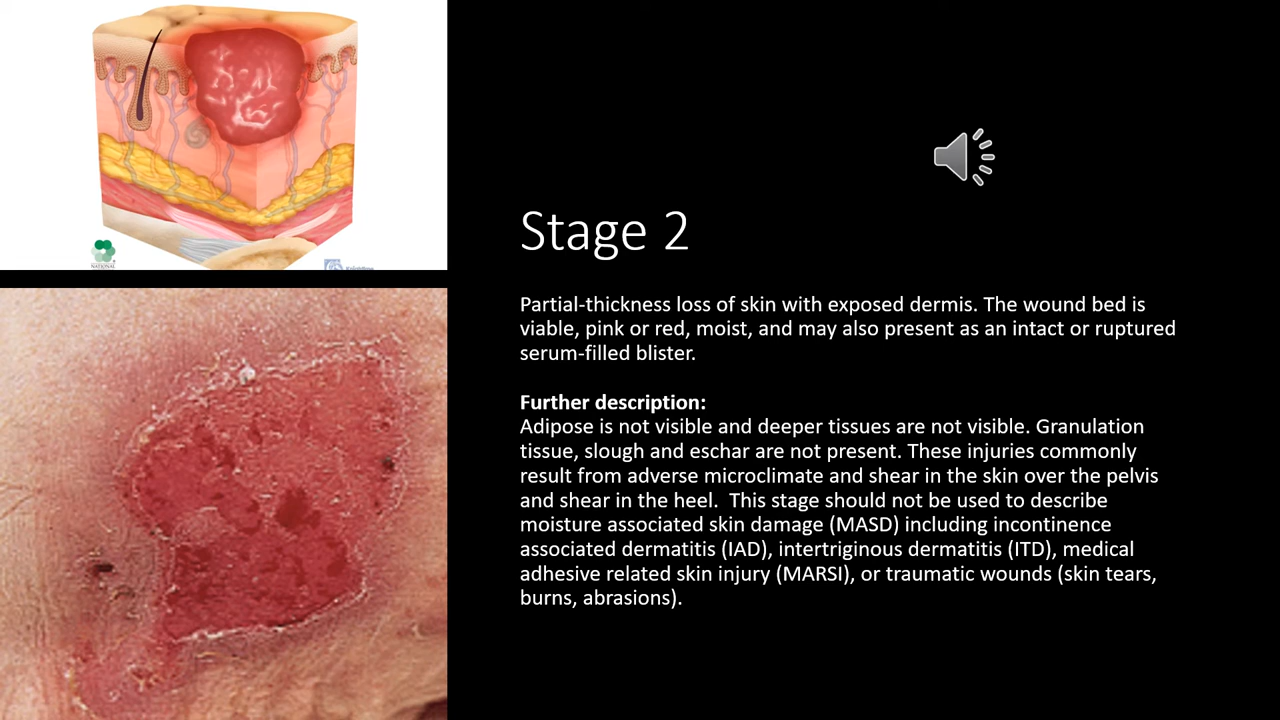 NATIONAL
Stage 2
Partial-thickness loss of skin with exposed dermis. The wound bed is
viable, pink or red, moist, and may also present as an intact or ruptured
serum-filled blister.
Further description:
Adipose is not visible and deeper tissues are not visible. Granulation
tissue, slough and eschar are not present. These injuries commonly
result from adverse microclimate and shear in the skin over the pelvis
and shear in the heel.  This stage should not be used to describe
moisture associated skin damage (MASD) including incontinence
associated dermatitis (IAD), intertriginous dermatitis (ITD), medical
adhesive related skin injury (MARSI), or traumatic wounds (skin tears,
burns, abrasions).